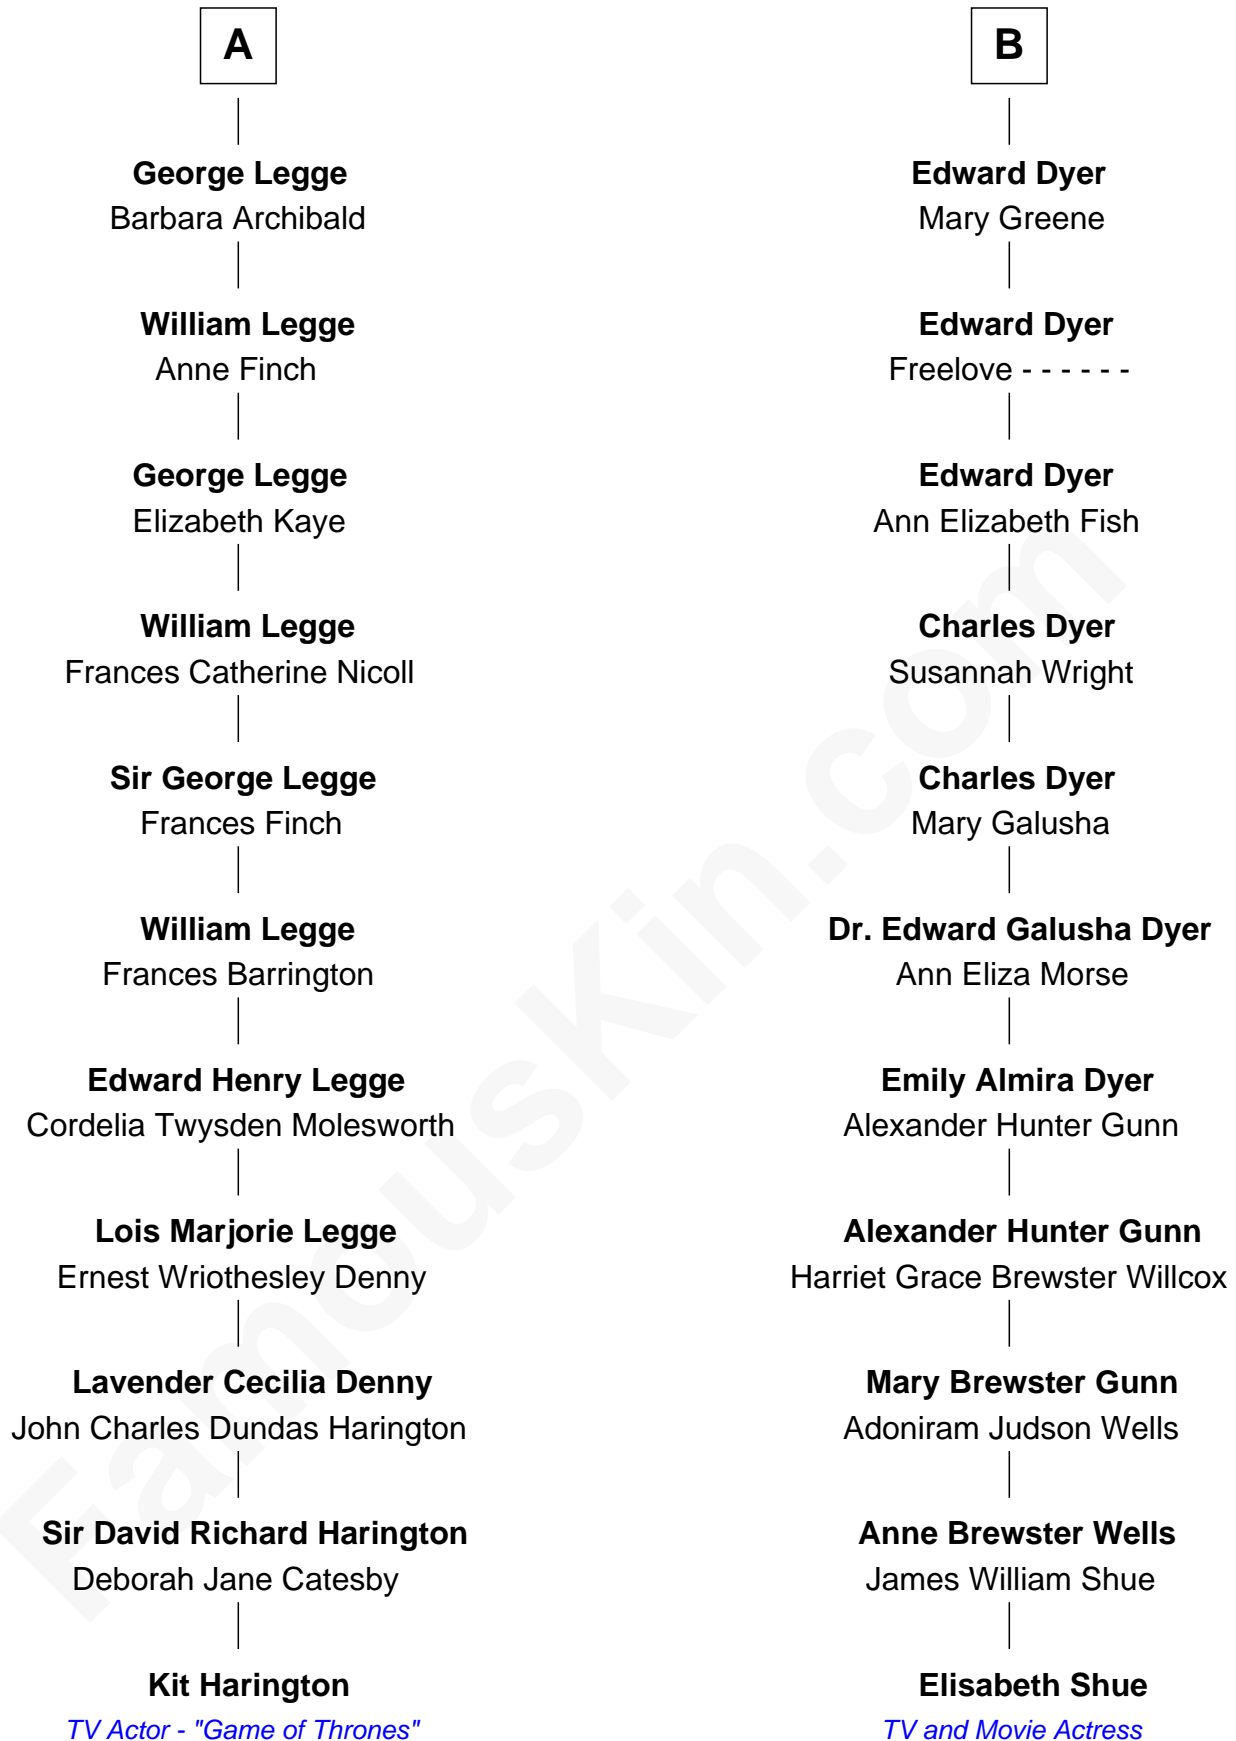 A
George Legge
Barbara Archibald
William Legge
Anne Finch
George Legge
Elizabeth Kaye
William Legge
Frances Catherine Nicoll
Sir George Legge
Frances Finch
William Legge
Frances Barrington
Edward Henry Legge
Cordelia Twysden Molesworth
Lois Marjorie Legge
Ernest Wriothesley Denny
Lavender Cecilia Denny
John Charles Dundas Harington
Sir David Richard Harington
Deborah Jane Catesby
Kit Harington
TV Actor - "Game of Thrones"
B
Edward Dyer
Mary Greene
Edward Dyer
Freelove - - - - - -
Edward Dyer
Ann Elizabeth Fish
Charles Dyer
Susannah Wright
Charles Dyer
Mary Galusha
Dr. Edward Galusha Dyer
Ann Eliza Morse
Emily Almira Dyer
Alexander Hunter Gunn
Alexander Hunter Gunn
Harriet Grace Brewster Willcox
Mary Brewster Gunn
Adoniram Judson Wells
Anne Brewster Wells
James William Shue
Elisabeth Shue
TV and Movie Actress
FamousKin.com